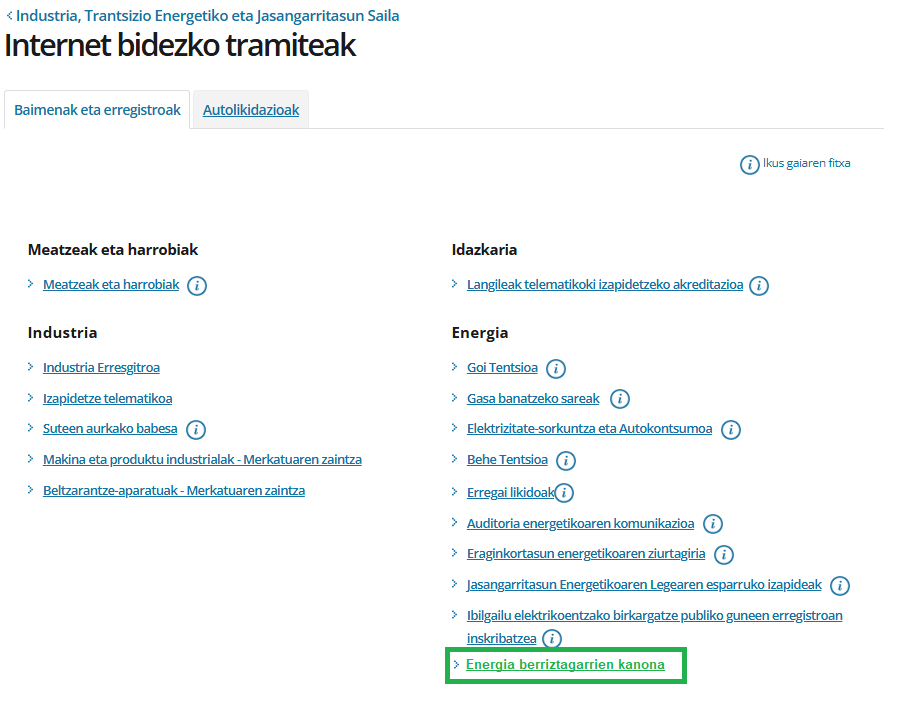 Industria, Trantsizio Energetiko eta Jasangarritasun Saila
Internet bidezko tramiteak
Baimenak eta erregistroak
Autolikidazioak
Ikus gaiaren fitxa
Meatzeak eta harrobiak
Meatzeak eta harrobiak
Industria
Industria Erresgitroa
Izapidetze telematikoa
Suteen aurkako babesa
Makina eta produktu industrialak - Merkatuaren zaintza
Beltzarantze-aparatuak - Merkatuaren zaintza
Idazkaria
Langileak telematikoki izapidetzeko akreditazioa
Energia
Goi Tentsioa
Gasa banatzeko sareak
Elektrizitate-sorkuntza eta Autokontsumoa
Behe Tentsioa
Erregai likidoak
Auditoria energetikoaren komunikazioa
Eraginkortasun energetikoaren ziurtagiria
Jasangarritasun Energetikoaren Legearen esparruko izapideak
Ibilgailu elektrikoentzako birkargatze publiko guneen erregistroan
inskribatzea
Energia berriztagarrien kanona